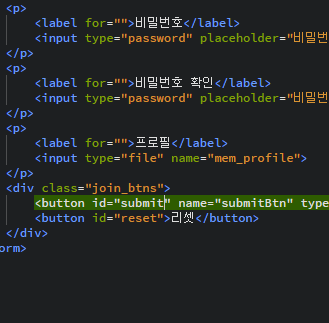 <p>
<label for="">비밀번호</label>
<input type="password" placeholder="비밀번
</p>
<p>
<label for="">비밀번호 확인</label>
<input type="password" placeholder="비밀번
</p>
<p>
<label for="">프로필</label>
<input type="file" name="mem_profile">
</p>
<div class="join_btns">
<button id="submit" name="submitBtn" type
<button id="reset">리셋</button>
</div>
orm>